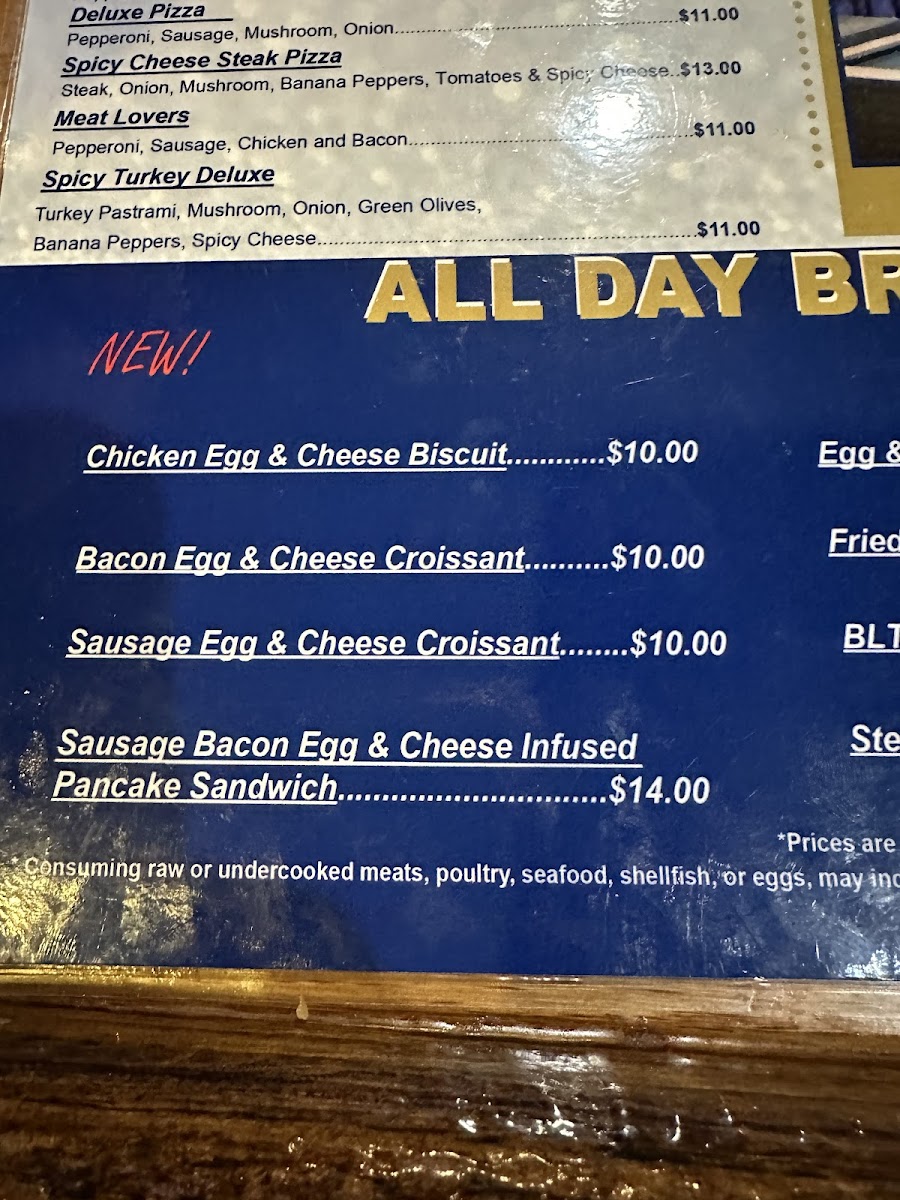 Deluxe Pizza
Pepperoni, Sausage, Mushroom, Onion..........$11.00
Spicy Cheese Steak Pizza
Steak, Onion, Mushroom, Banana Peppers, Tomatoes & Spicy Cheese..$13.00
Meat Lovers
Pepperoni, Sausage, Chicken and Bacon..........$11.00
Spicy Turkey Deluxe
Turkey Pastrami, Mushroom, Onion, Green Olives,
Banana Peppers, Spicy Cheese..........$11.00
ALL DAY BR
NEW!
Chicken Egg & Cheese Biscuit............$10.00
Egg &
Bacon Egg & Cheese Croissant..........$10.00
Fried
Sausage Egg & Cheese Croissant........$10.00
BLT
Sausage Bacon Egg & Cheese Infused
Pancake Sandwich...............................$14.00
Ste
*Prices are
* Consuming raw or undercooked meats, poultry, seafood, shellfish, or eggs, may inc